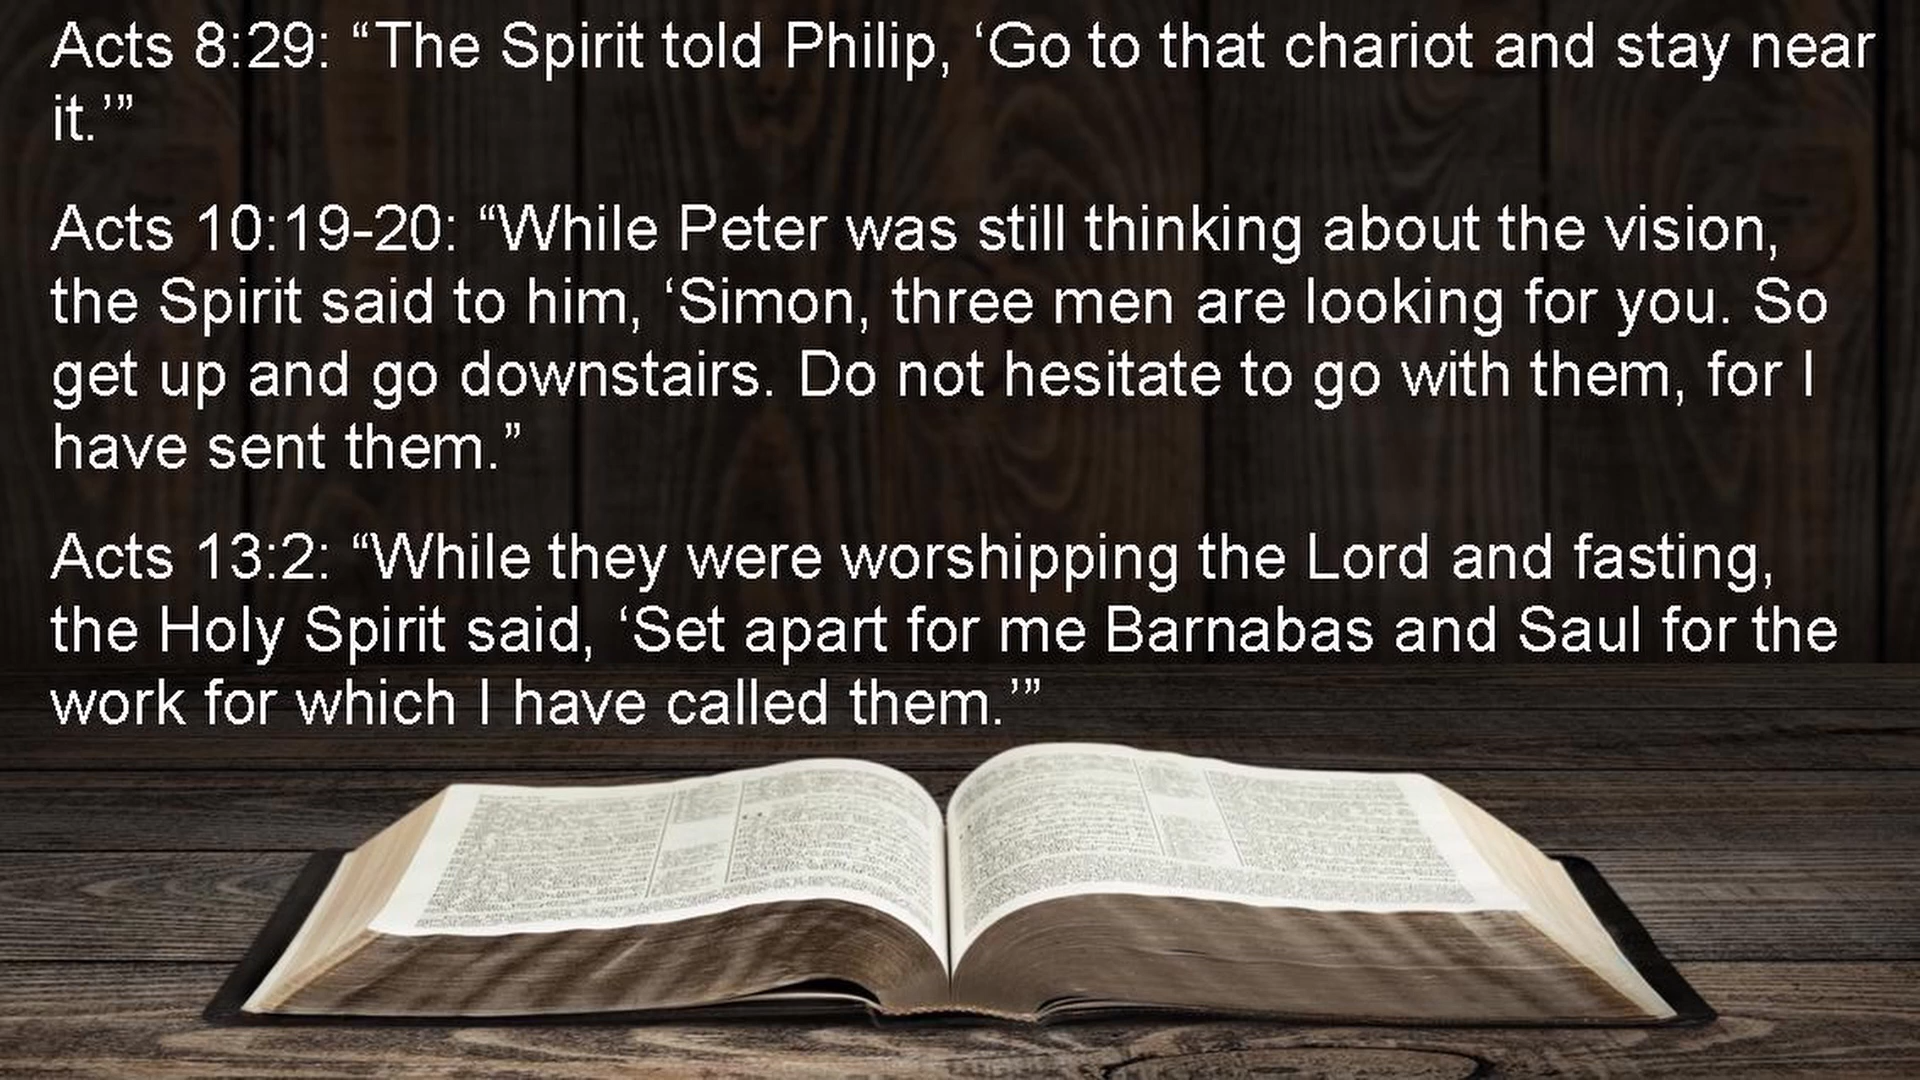 Acts 8:29: “The Spirit told Philip, ‘Go to that chariot and stay near
it.’”
Acts 10:19-20: “While Peter was still thinking about the vision,
the Spirit said to him, ‘Simon, three men are looking for you. So
get up and go downstairs. Do not hesitate to go with them, for I
have sent them.”
Acts 13:2: “While they were worshipping the Lord and fasting,
the Holy Spirit said, ‘Set apart for me Barnabas and Saul for the
work for which I have called them.’”